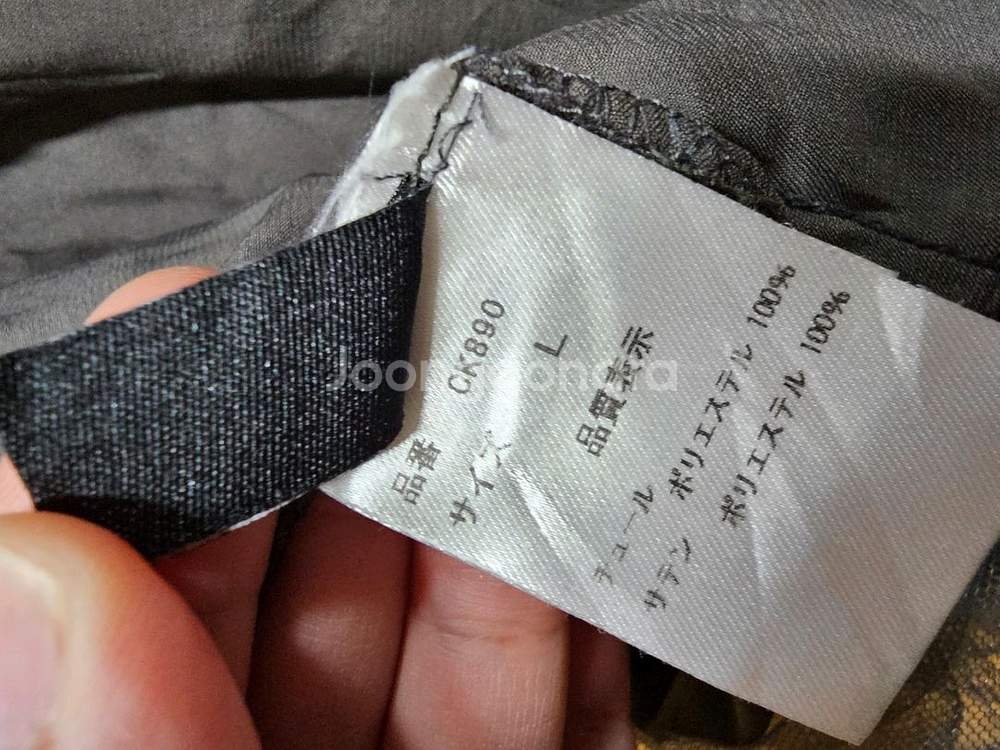 品番 CK890
サイズ L
品質表示
チュール ポリエステル 100%
サテン ポリエステル 100%